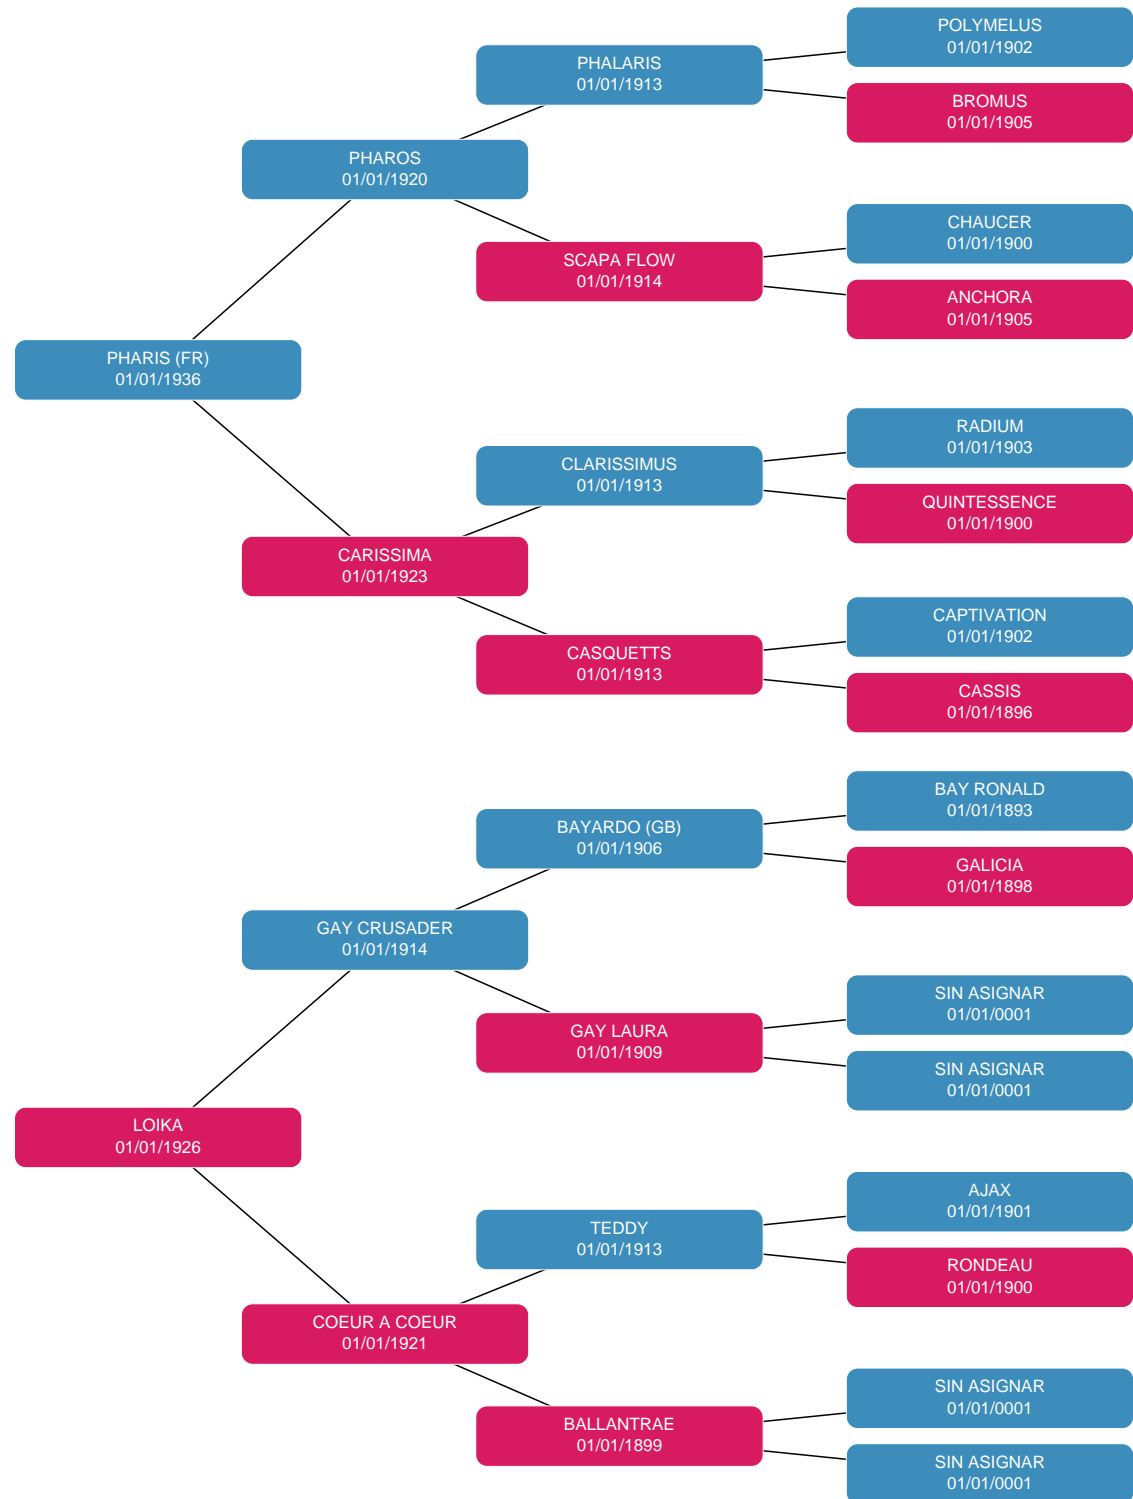 POLYMELUS
01/01/1902
PHALARIS
01/01/1913
BROMUS
01/01/1905
PHAROS
01/01/1920
CHAUCER
01/01/1900
SCAPA FLOW
01/01/1914
ANCHORA
01/01/1905
PHARIS (FR)
01/01/1936
RADIUM
01/01/1903
CLARISSIMUS
01/01/1913
QUINTESSENCE
01/01/1900
CARISSIMA
01/01/1923
CAPTIVATION
01/01/1902
CASQUETTS
01/01/1913
CASSIS
01/01/1896
BAY RONALD
01/01/1893
BAYARDO (GB)
01/01/1906
GALICIA
01/01/1898
GAY CRUSADER
01/01/1914
SIN ASIGNAR
01/01/0001
GAY LAURA
01/01/1909
SIN ASIGNAR
01/01/0001
LOIKA
01/01/1926
AJAX
01/01/1901
TEDDY
01/01/1913
RONDEAU
01/01/1900
COEUR A COEUR
01/01/1921
SIN ASIGNAR
01/01/0001
BALLANTRAE
01/01/1899
SIN ASIGNAR
01/01/0001